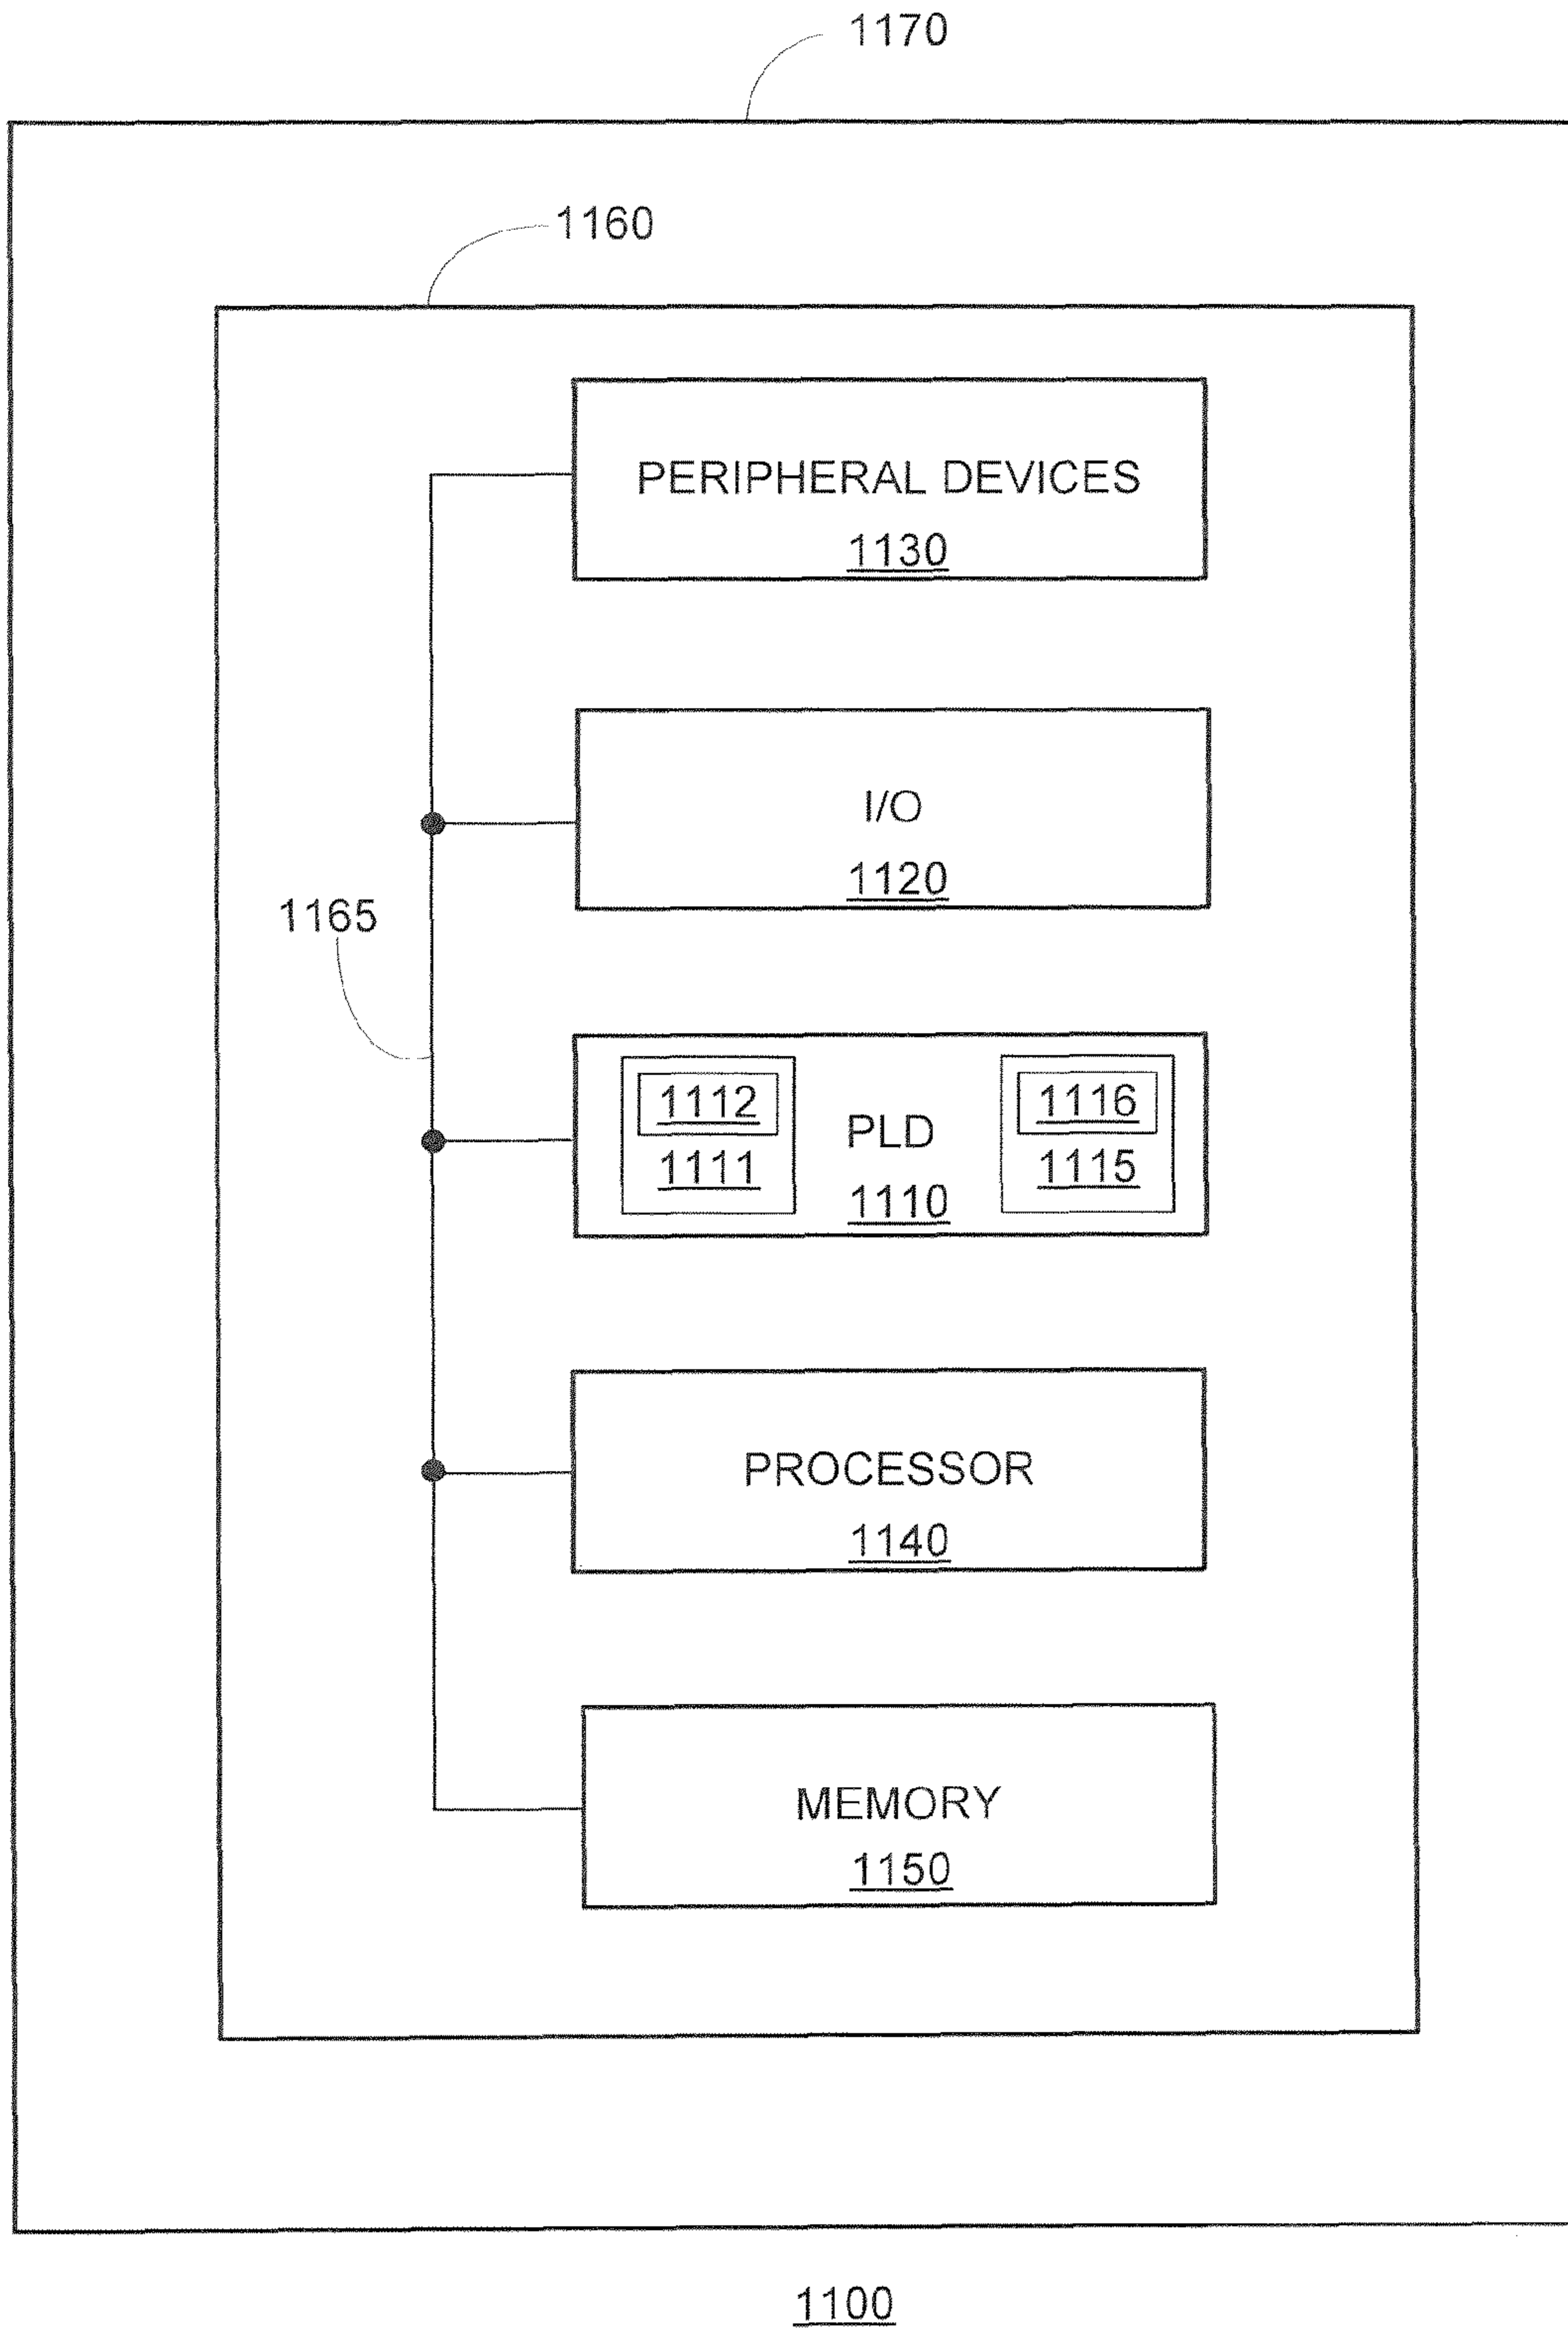 1170
1160
PERIPHERAL DEVICES
1130
I/O
1120
1165
1112
1111
PLD
1110
1116
1115
PROCESSOR
1140
MEMORY
1150
1100